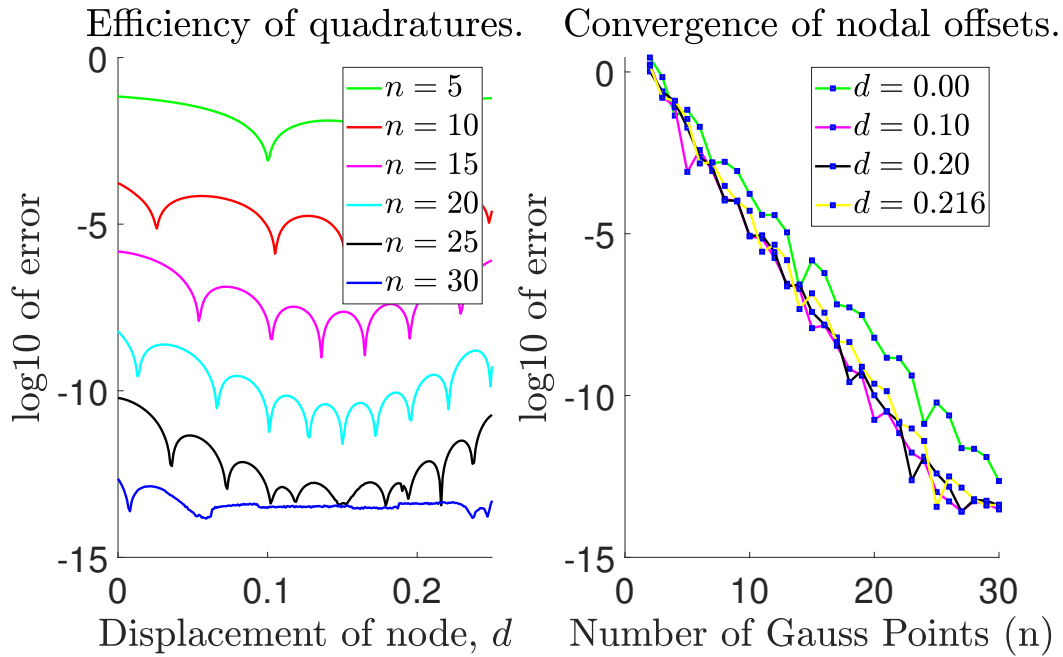 Efficiency of quadratures.
0
-5
-10
-15
log10 of error
0
0.1
0.2
Displacement of node, d
n = 5
n = 10
n = 15
n = 20
n = 25
n = 30
Convergence of nodal offsets.
0
-5
-10
-15
log10 of error
0
10
20
30
Number of Gauss Points (n)
d = 0.00
d = 0.10
d = 0.20
d = 0.216